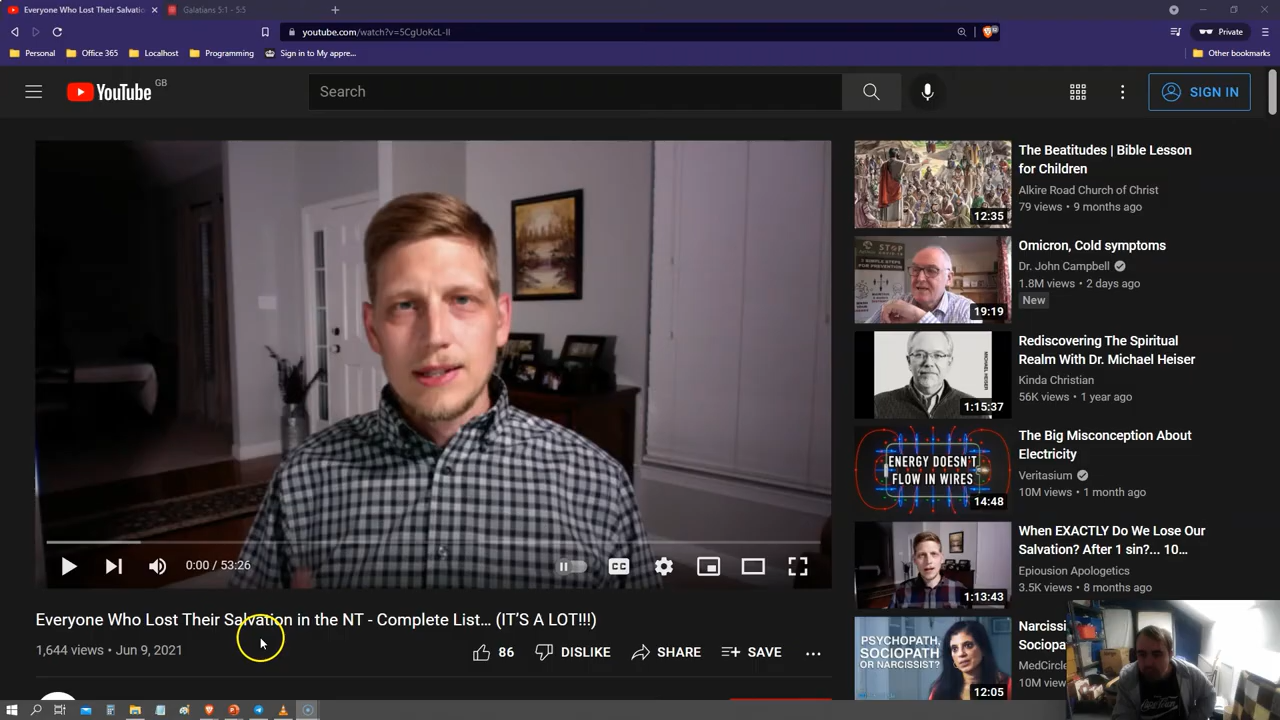 Everyone Who Lost Their Salvatio
Galatians 5:1 - 5:5
youtube.com/watch?v=5CgUoKcL-lI
Private
Personal
Office 365
Localhost
Programming
Sign in to My appre...
Other bookmarks
YouTube GB
Search
SIGN IN
0:00 / 53:26
CC
Everyone Who Lost Their Salvation in the NT - Complete List... (IT'S A LOT!!!)
1,644 views • Jun 9, 2021
86
DISLIKE
SHARE
SAVE
12:35
The Beatitudes | Bible Lesson
for Children
Alkire Road Church of Christ
79 views • 9 months ago
STOP
19:19
Omicron, Cold symptoms
Dr. John Campbell
1.8M views • 2 days ago
New
MICHAEL HEISER
1:15:37
Rediscovering The Spiritual
Realm With Dr. Michael Heiser
Kinda Christian
56K views • 1 year ago
ENERGY DOESN'T
FLOW IN WIRES
14:48
The Big Misconception About
Electricity
Veritasium
10M views • 1 month ago
1:13:43
When EXACTLY Do We Lose Our
Salvation? After 1 sin?... 10...
Epiousion Apologetics
3.5K views • 8 months ago
PSYCHOPATH,
SOCIOPATH
OR NARCISSIST?
12:05
Narciss
Sociopa
MedCircle
10M view